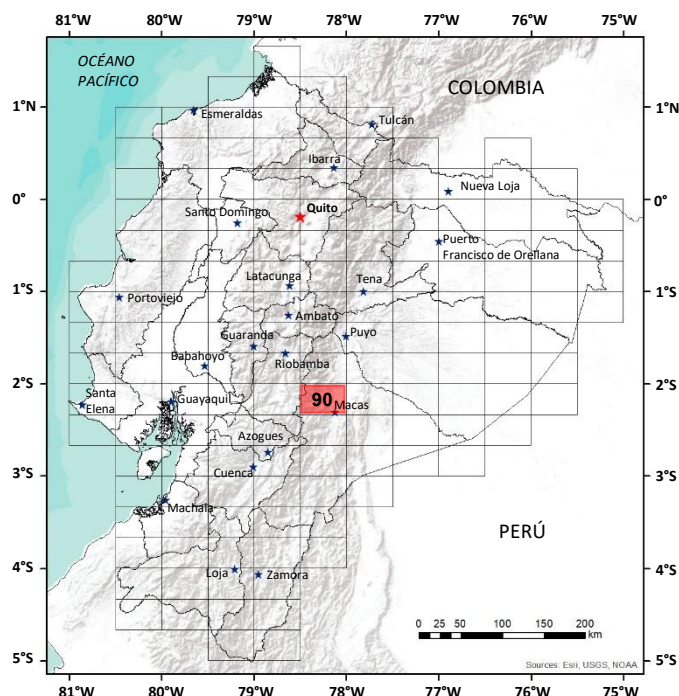 81°W 80°W 79°W 78°W 77°W 76°W 75°W
OCÉANO
PACÍFICO
COLOMBIA
1°N 1°N
Esmeraldas
Tulcán
Ibarra
Nueva Loja
0° 0°
Santo Domingo
Quito
Puerto
Francisco de Orellana
Latacunga
Tena
1°S 1°S
Portoviejo
Ambato
Guaranda
Puyo
Babahoyo
Riobamba
2°S 2°S
Santa
Elena
Guayaquil
90
Macas
Azogues
Cuenca
3°S 3°S
Machala
PERÚ
4°S 4°S
Loja
Zamora
0 25 50 100 150 200
km
5°S 5°S
Sources: Esri, USGS, NOAA
81°W 80°W 79°W 78°W 77°W 76°W 75°W